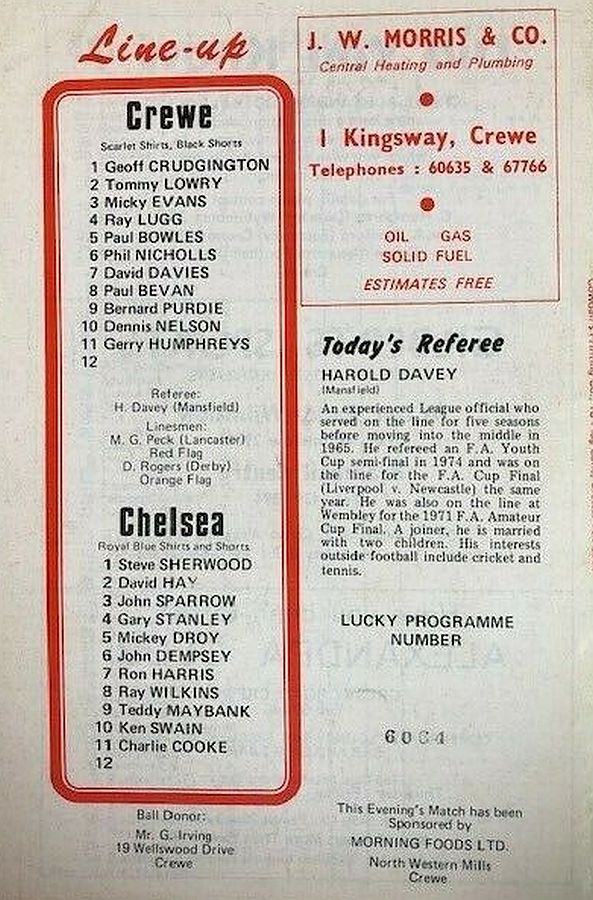 Line-up
Crewe
Scarlet Shirts, Black Shorts
1 Geoff CRUDGINGTON
2 Tommy LOWRY
3 Micky EVANS
4 Ray LUGG
5 Paul BOWLES
6 Phil NICHOLLS
7 David DAVIES
8 Paul BEVAN
9 Bernard PURDIE
10 Dennis NELSON
11 Gerry HUMPHREYS
12
Referee:
H. Davey (Mansfield)
Linesmen:
M. G. Peck (Lancaster)
Red Flag
D. Rogers (Derby)
Orange Flag
Chelsea
Royal Blue Shirts and Shorts
1 Steve SHERWOOD
2 David HAY
3 John SPARROW
4 Gary STANLEY
5 Mickey DROY
6 John DEMPSEY
7 Ron HARRIS
8 Ray WILKINS
9 Teddy MAYBANK
10 Ken SWAIN
11 Charlie COOKE
12
Ball Donor:
Mr. G. Irving
19 Wellswood Drive
Crewe
J. W. MORRIS & CO.
Central Heating and Plumbing
1 Kingsway, Crewe
Telephones : 60635 & 67766
OIL GAS
SOLID FUEL
ESTIMATES FREE
Today's Referee
HAROLD DAVEY
(Mansfield)
An experienced League official who
served on the line for five seasons
before moving into the middle in
1965. He refereed an F.A. Youth
Cup semi-final in 1974 and was on
the line for the F.A. Cup Final
(Liverpool v. Newcastle) the same
year. He was also on the line at
Wembley for the 1971 F.A. Amateur
Cup Final. A joiner, he is married
with two children. His interests
outside football include cricket and
tennis.
LUCKY PROGRAMME
NUMBER
This Evening's Match has been
Sponsored by
MORNING FOODS LTD.
North Western Mills
Crewe